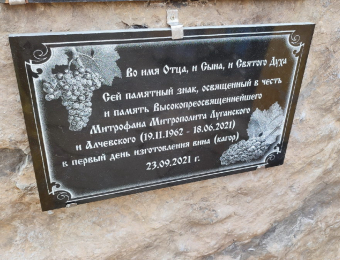 Во имя Отца, и Сына, и Святого Духа
Сей памятный знак, освященный в честь
и память Высокопреосвященнейшего
Митрофана Митрополита Луганского
и Алчевского (19.11.1962 - 18.06.2021)
в первый день изготовления вина (кагор)
23.09.2021 г.